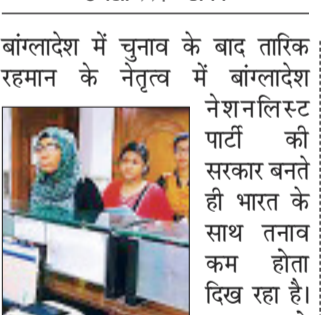 बांग्लादेश में चुनाव के बाद तारिक
रहमान के नेतृत्व में बांग्लादेश
नेशनलिस्ट
पार्टी की
सरकार बनते
ही भारत के
साथ तनाव
कम होता
दिख रहा है।